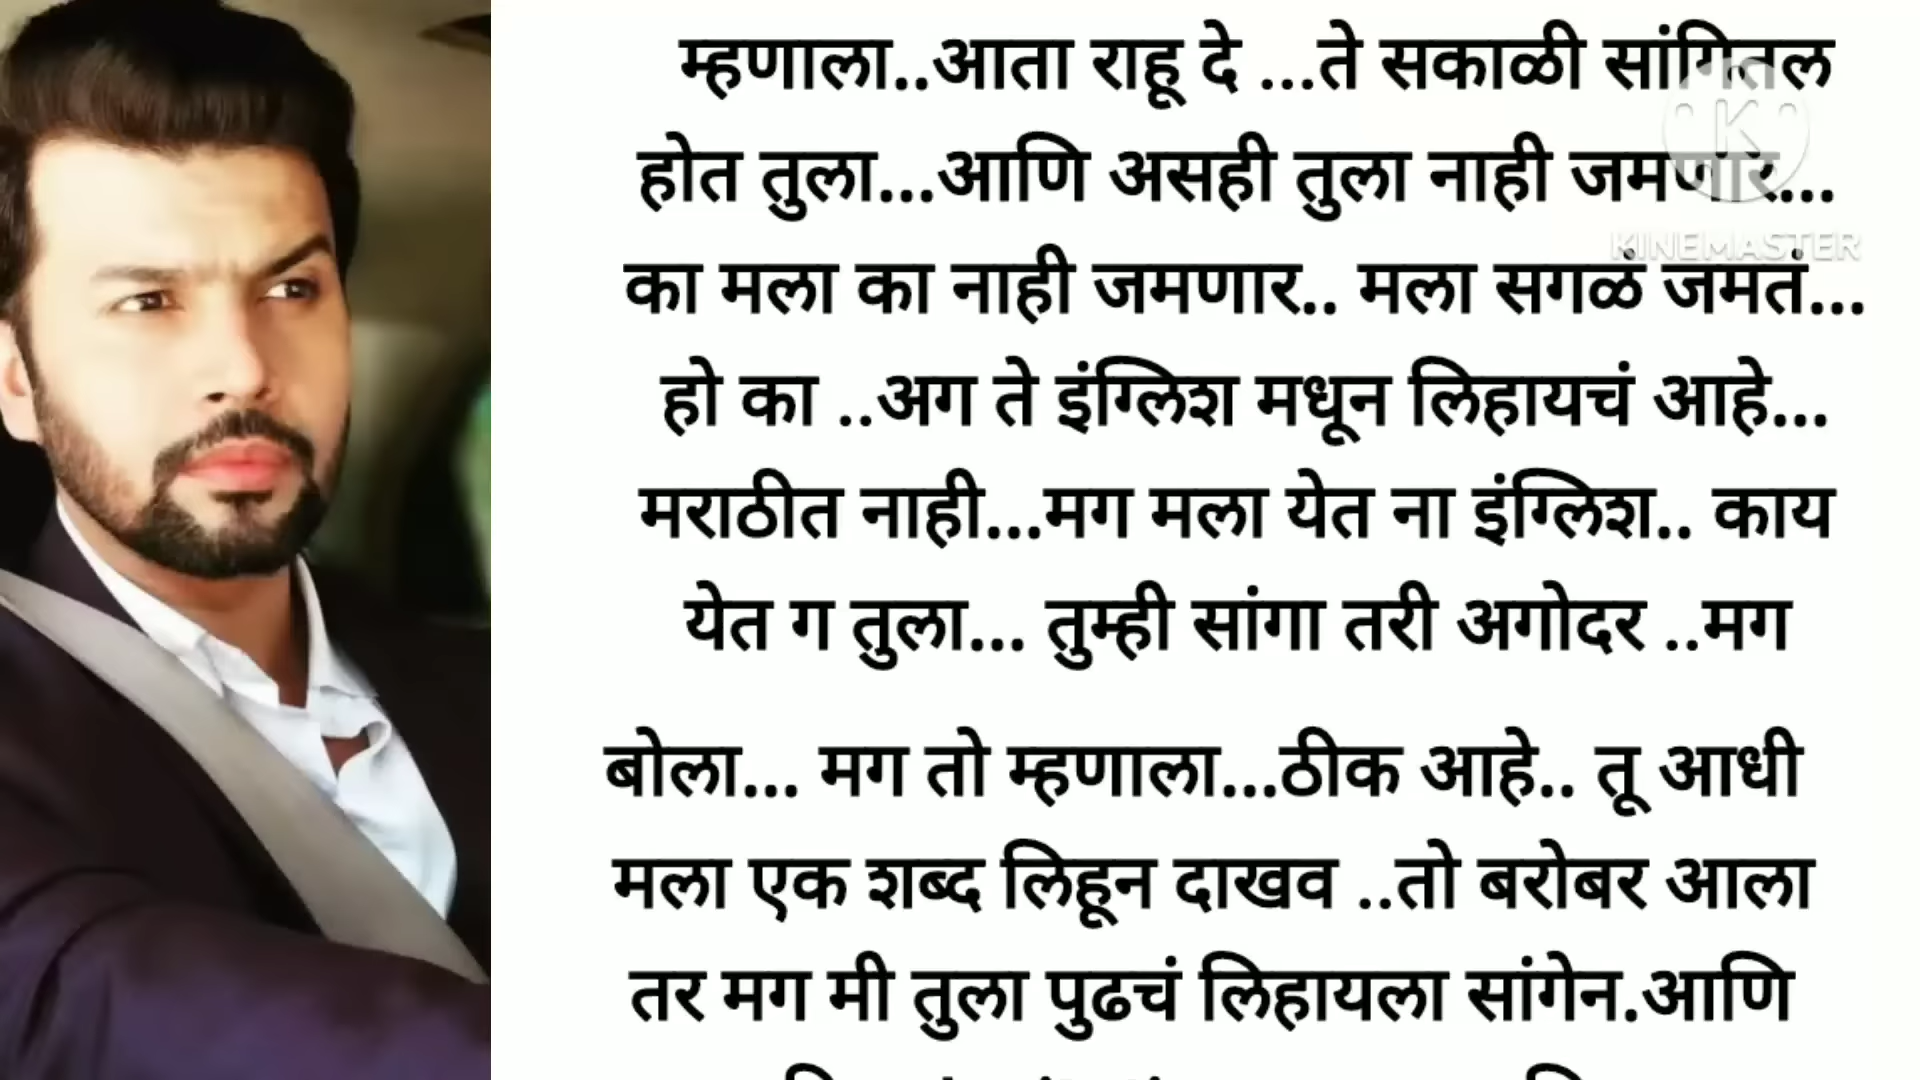 म्हणाला..आता राहू दे ...ते सकाळी सांगितल
होत तुला...आणि असही तुला नाही जमणार...
KINEMASTER
का मला का नाही जमणार.. मला सगळं जमतं...
हो का ..अग ते इंग्लिश मधून लिहायचं आहे...
मराठीत नाही...मग मला येत ना इंग्लिश.. काय
येत ग तुला... तुम्ही सांगा तरी अगोदर ..मग
बोला... मग तो म्हणाला...ठीक आहे.. तू आधी
मला एक शब्द लिहून दाखव ..तो बरोबर आला
तर मग मी तुला पुढचं लिहायला सांगेन.आणि